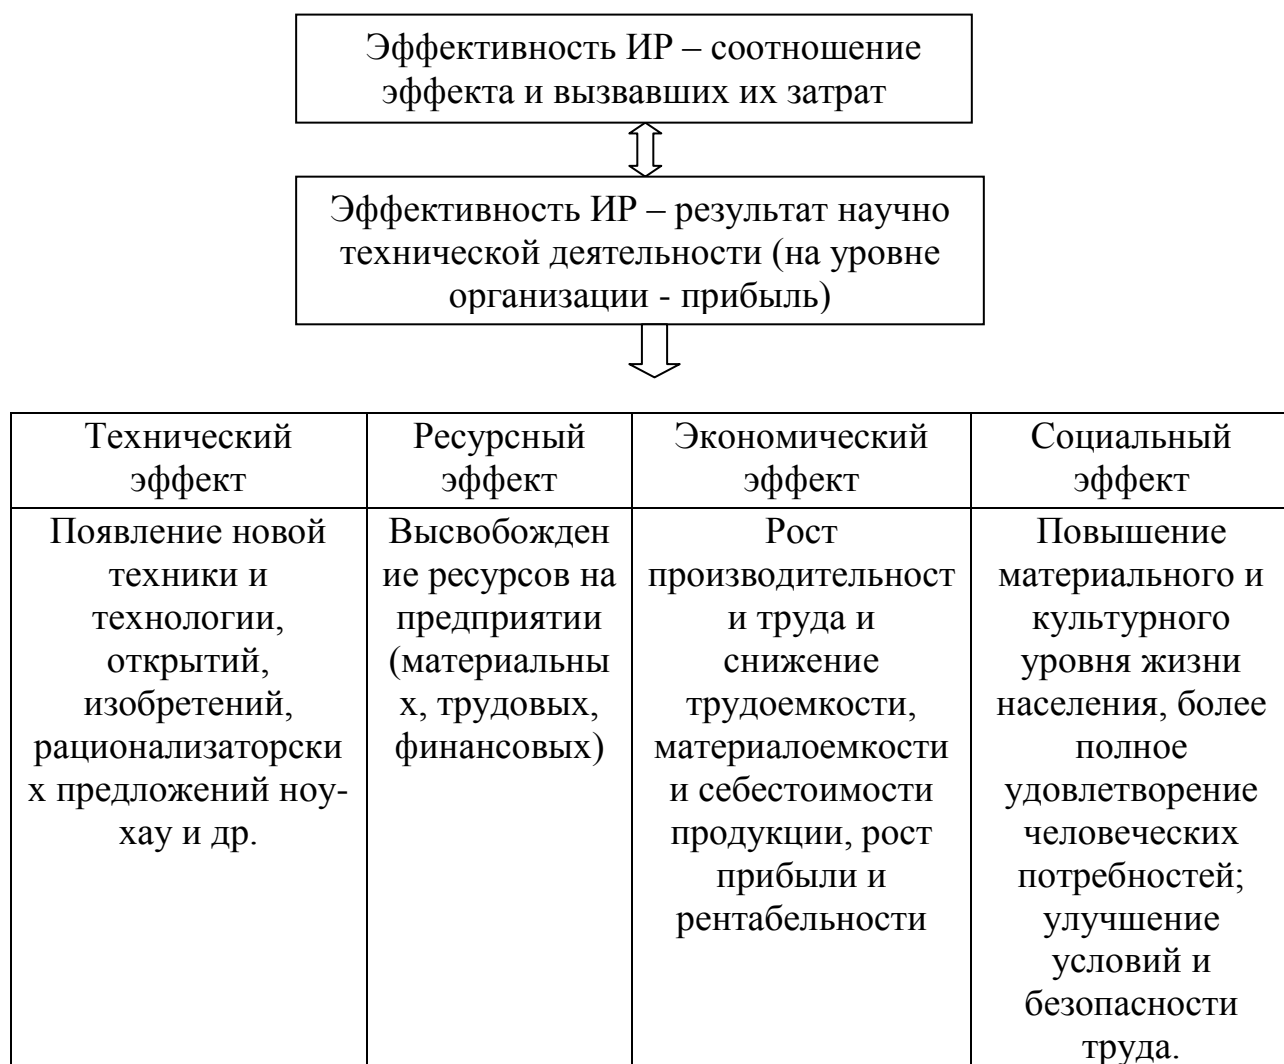 Эффективность ИР – соотношение
эффекта и вызвавших их затрат
Эффективность ИР – результат научно
технической деятельности (на уровне
организации - прибыль)
Технический
эффект
Ресурсный
эффект
Экономический
эффект
Социальный
эффект
Появление новой
техники и
технологии,
открытий,
изобретений,
рационализаторски
х предложений ноу-
хау и др.
Высвобожден
ие ресурсов на
предприятии
(материальны
х, трудовых,
финансовых)
Рост
производительност
и труда и
снижение
трудоемкости,
материалоемкости
и себестоимости
продукции, рост
прибыли и
рентабельности
Повышение
материального и
культурного
уровня жизни
населения, более
полное
удовлетворение
человеческих
потребностей;
улучшение
условий и
безопасности
труда.